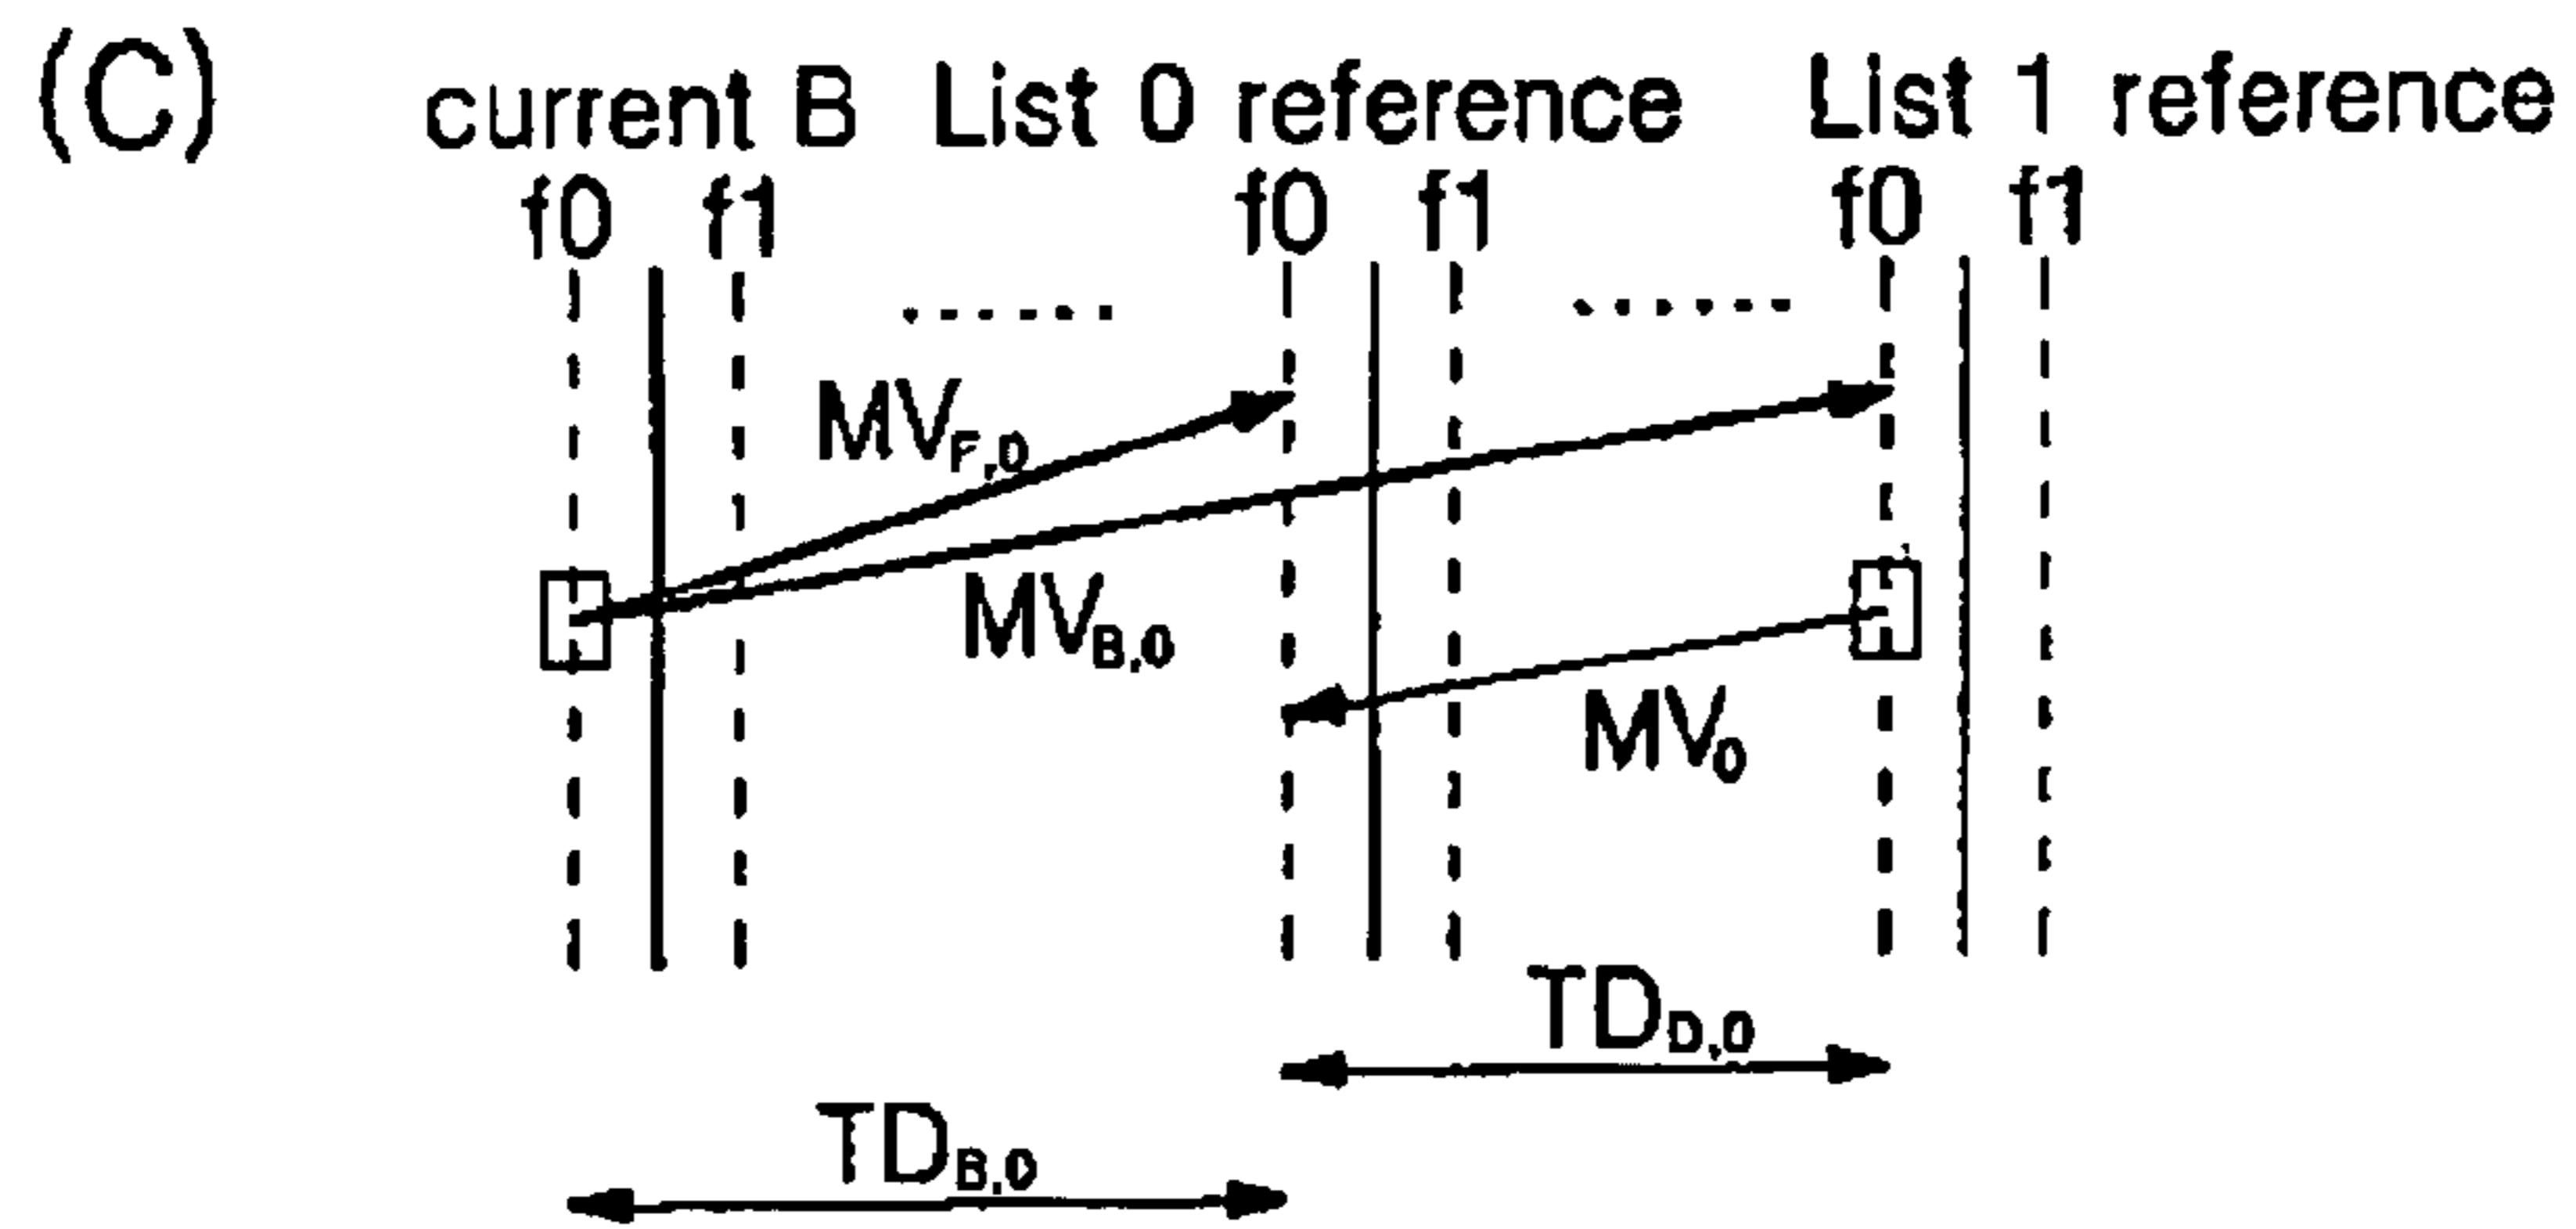 (C)
current B List 0 reference List 1 reference
f0 f1 f0 f1 f0 f1
MVF,0
MVB,0
MV0
TDD,0
TDB,0